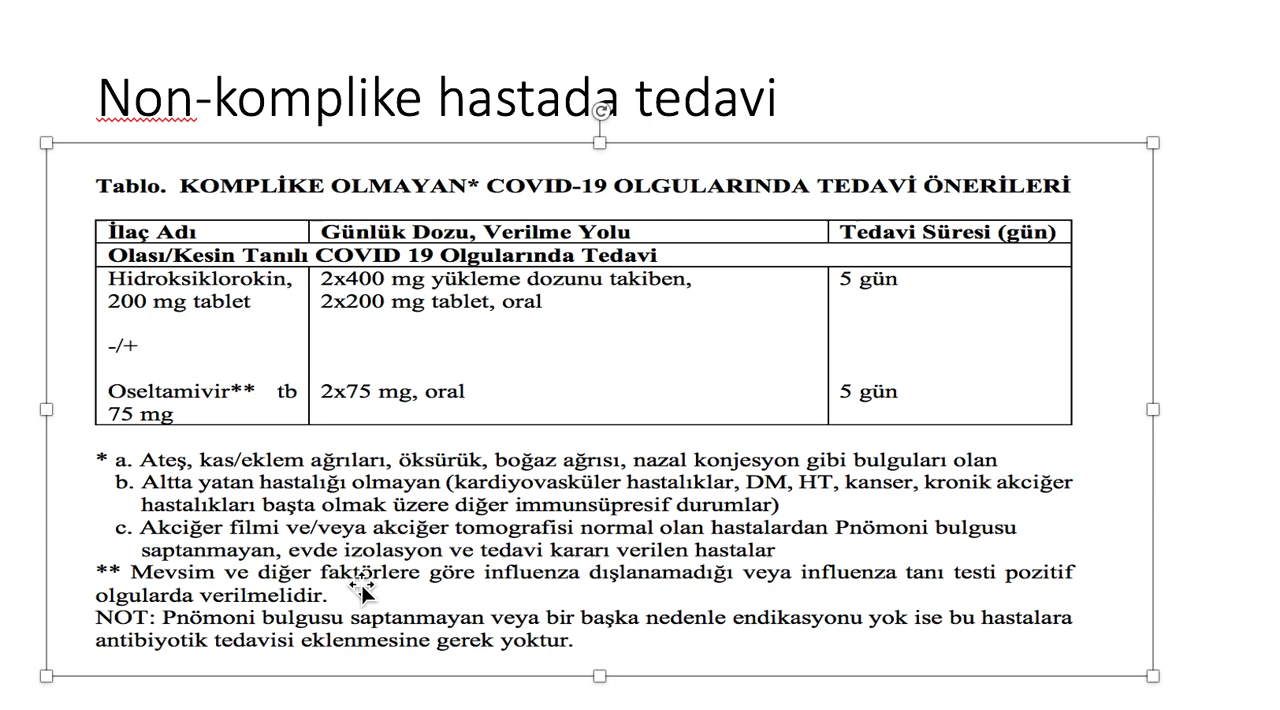 Non-komplike hastada tedavi
Tablo. KOMPLİKE OLMAYAN* COVID-19 OLGULARINDA TEDAVİ ÖNERİLERİ
İlaç Adı Günlük Dozu, Verilme Yolu Tedavi Süresi (gün)
Olası/Kesin Tanılı COVID 19 Olgularında Tedavi
Hidroksiklorokin, 2x400 mg yükleme dozunu takiben, 5 gün
200 mg tablet 2x200 mg tablet, oral
-/+
Oseltamivir** tb 2x75 mg, oral 5 gün
75 mg
* a. Ateş, kas/eklem ağrıları, öksürük, boğaz ağrısı, nazal konjesyon gibi bulguları olan
b. Altta yatan hastalığı olmayan (kardiyovasküler hastalıklar, DM, HT, kanser, kronik akciğer
hastalıkları başta olmak üzere diğer immunsüpresif durumlar)
c. Akciğer filmi ve/veya akciğer tomografisi normal olan hastalardan Pnömoni bulgusu
saptanmayan, evde izolasyon ve tedavi kararı verilen hastalar
** Mevsim ve diğer faktörlere göre influenza dışlanamadığı veya influenza tanı testi pozitif
olgularda verilmelidir.
NOT: Pnömoni bulgusu saptanmayan veya bir başka nedenle endikasyonu yok ise bu hastalara
antibiyotik tedavisi eklenmesine gerek yoktur.